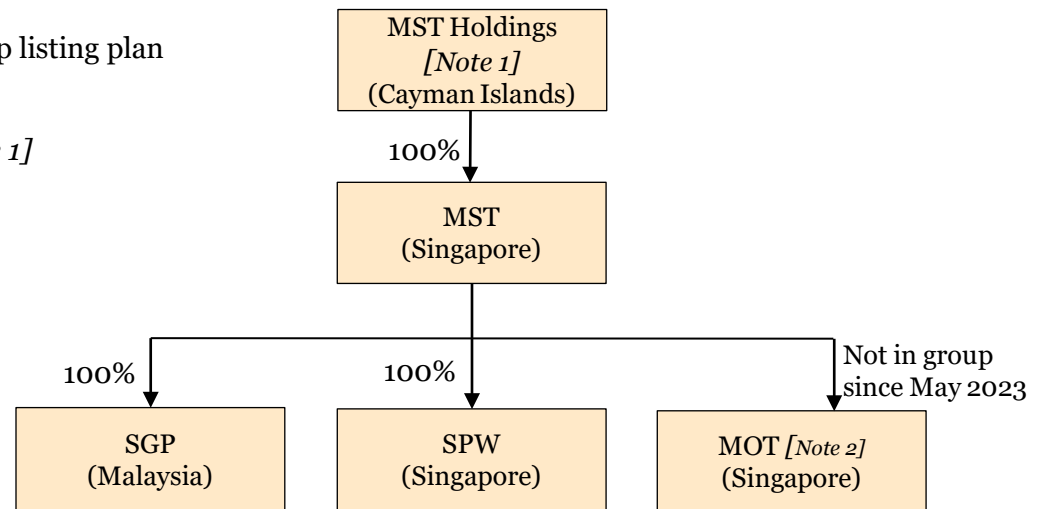 MST Holdings
[Note 1]
(Cayman Islands)
listing plan
1]
100%
MST
(Singapore)
100%
100%
Not in group
since May 2023
SGP
(Malaysia)
SPW
(Singapore)
MOT [Note 2]
(Singapore)